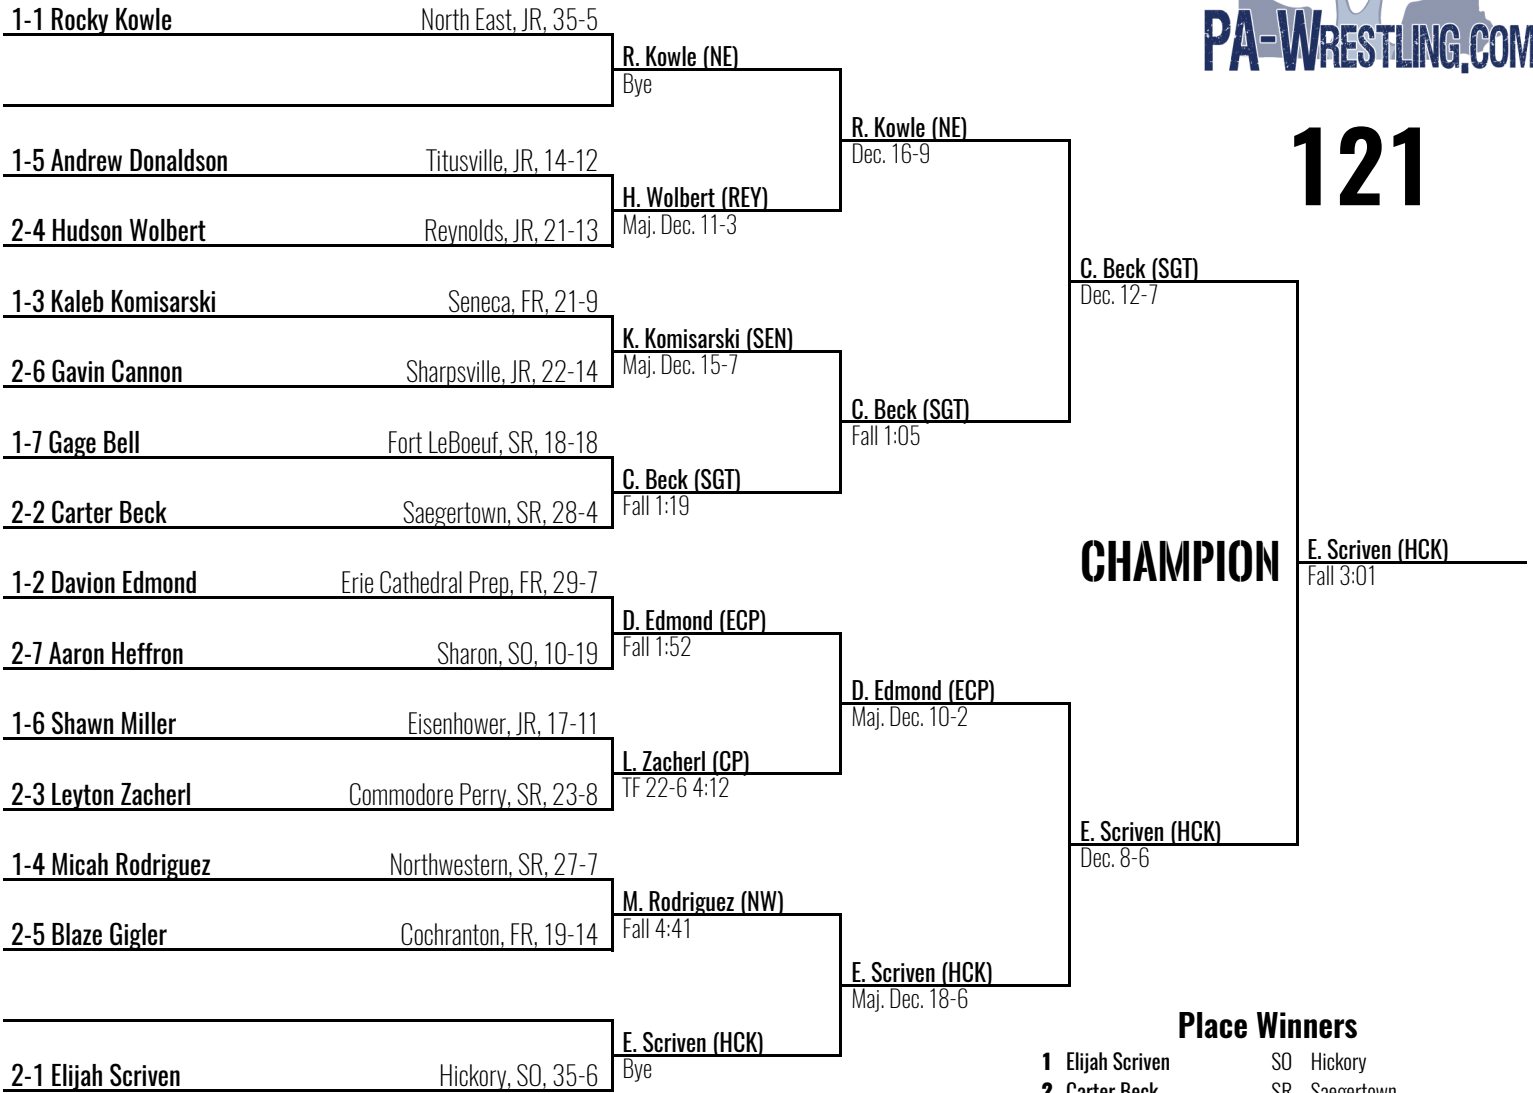 PA-WRESTLING.COM
121
1-1 Rocky Kowle North East, JR, 35-5
1-5 Andrew Donaldson Titusville, JR, 14-12
2-4 Hudson Wolbert Reynolds, JR, 21-13
1-3 Kaleb Komisarski Seneca, FR, 21-9
2-6 Gavin Cannon Sharpsville, JR, 22-14
1-7 Gage Bell Fort LeBoeuf, SR, 18-18
2-2 Carter Beck Saegertown, SR, 28-4
1-2 Davion Edmond Erie Cathedral Prep, FR, 29-7
2-7 Aaron Heffron Sharon, SO, 10-19
1-6 Shawn Miller Eisenhower, JR, 17-11
2-3 Leyton Zacherl Commodore Perry, SR, 23-8
1-4 Micah Rodriguez Northwestern, SR, 27-7
2-5 Blaze Gigler Cochranton, FR, 19-14
2-1 Elijah Scriven Hickory, SO, 35-6
R. Kowle (NE)
Bye
H. Wolbert (REY)
Maj. Dec. 11-3
K. Komisarski (SEN)
Maj. Dec. 15-7
C. Beck (SGT)
Fall 1:19
D. Edmond (ECP)
Fall 1:52
L. Zacherl (CP)
TF 22-6 4:12
M. Rodriguez (NW)
Fall 4:41
E. Scriven (HCK)
Bye
R. Kowle (NE)
Dec. 16-9
C. Beck (SGT)
Fall 1:05
D. Edmond (ECP)
Maj. Dec. 10-2
E. Scriven (HCK)
Maj. Dec. 18-6
C. Beck (SGT)
Dec. 12-7
E. Scriven (HCK)
Dec. 8-6
CHAMPION
E. Scriven (HCK)
Fall 3:01
Place Winners
1 Elijah Scriven SO Hickory
2 Carter Beck SR Saegertown